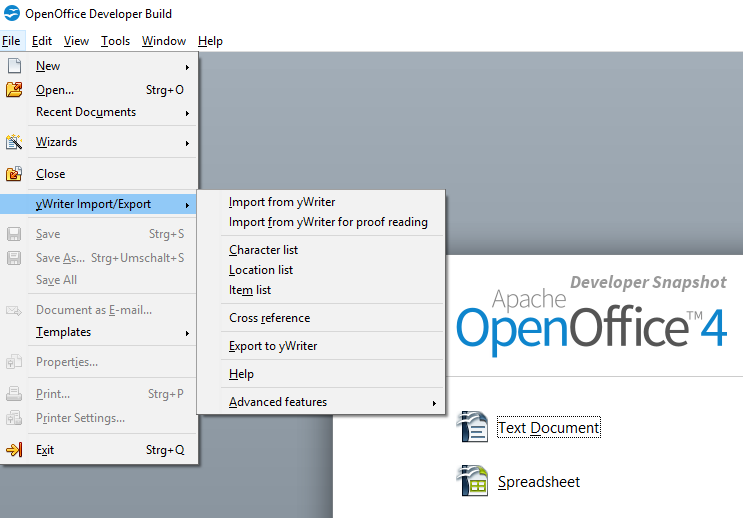 OpenOffice Developer Build
File Edit View Tools Window Help
New
Open... Strg+O
Recent Documents
Wizards
Close
yWriter Import/Export
Save Strg+S
Save As... Strg+Umschalt+S
Save All
Document as E-mail...
Templates
Properties...
Print... Strg+P
Printer Settings...
Exit Strg+Q
Import from yWriter
Import from yWriter for proof reading
Character list
Location list
Item list
Cross reference
Export to yWriter
Help
Advanced features
Developer Snapshot
Apache
OpenOffice™ 4
Text Document
Spreadsheet